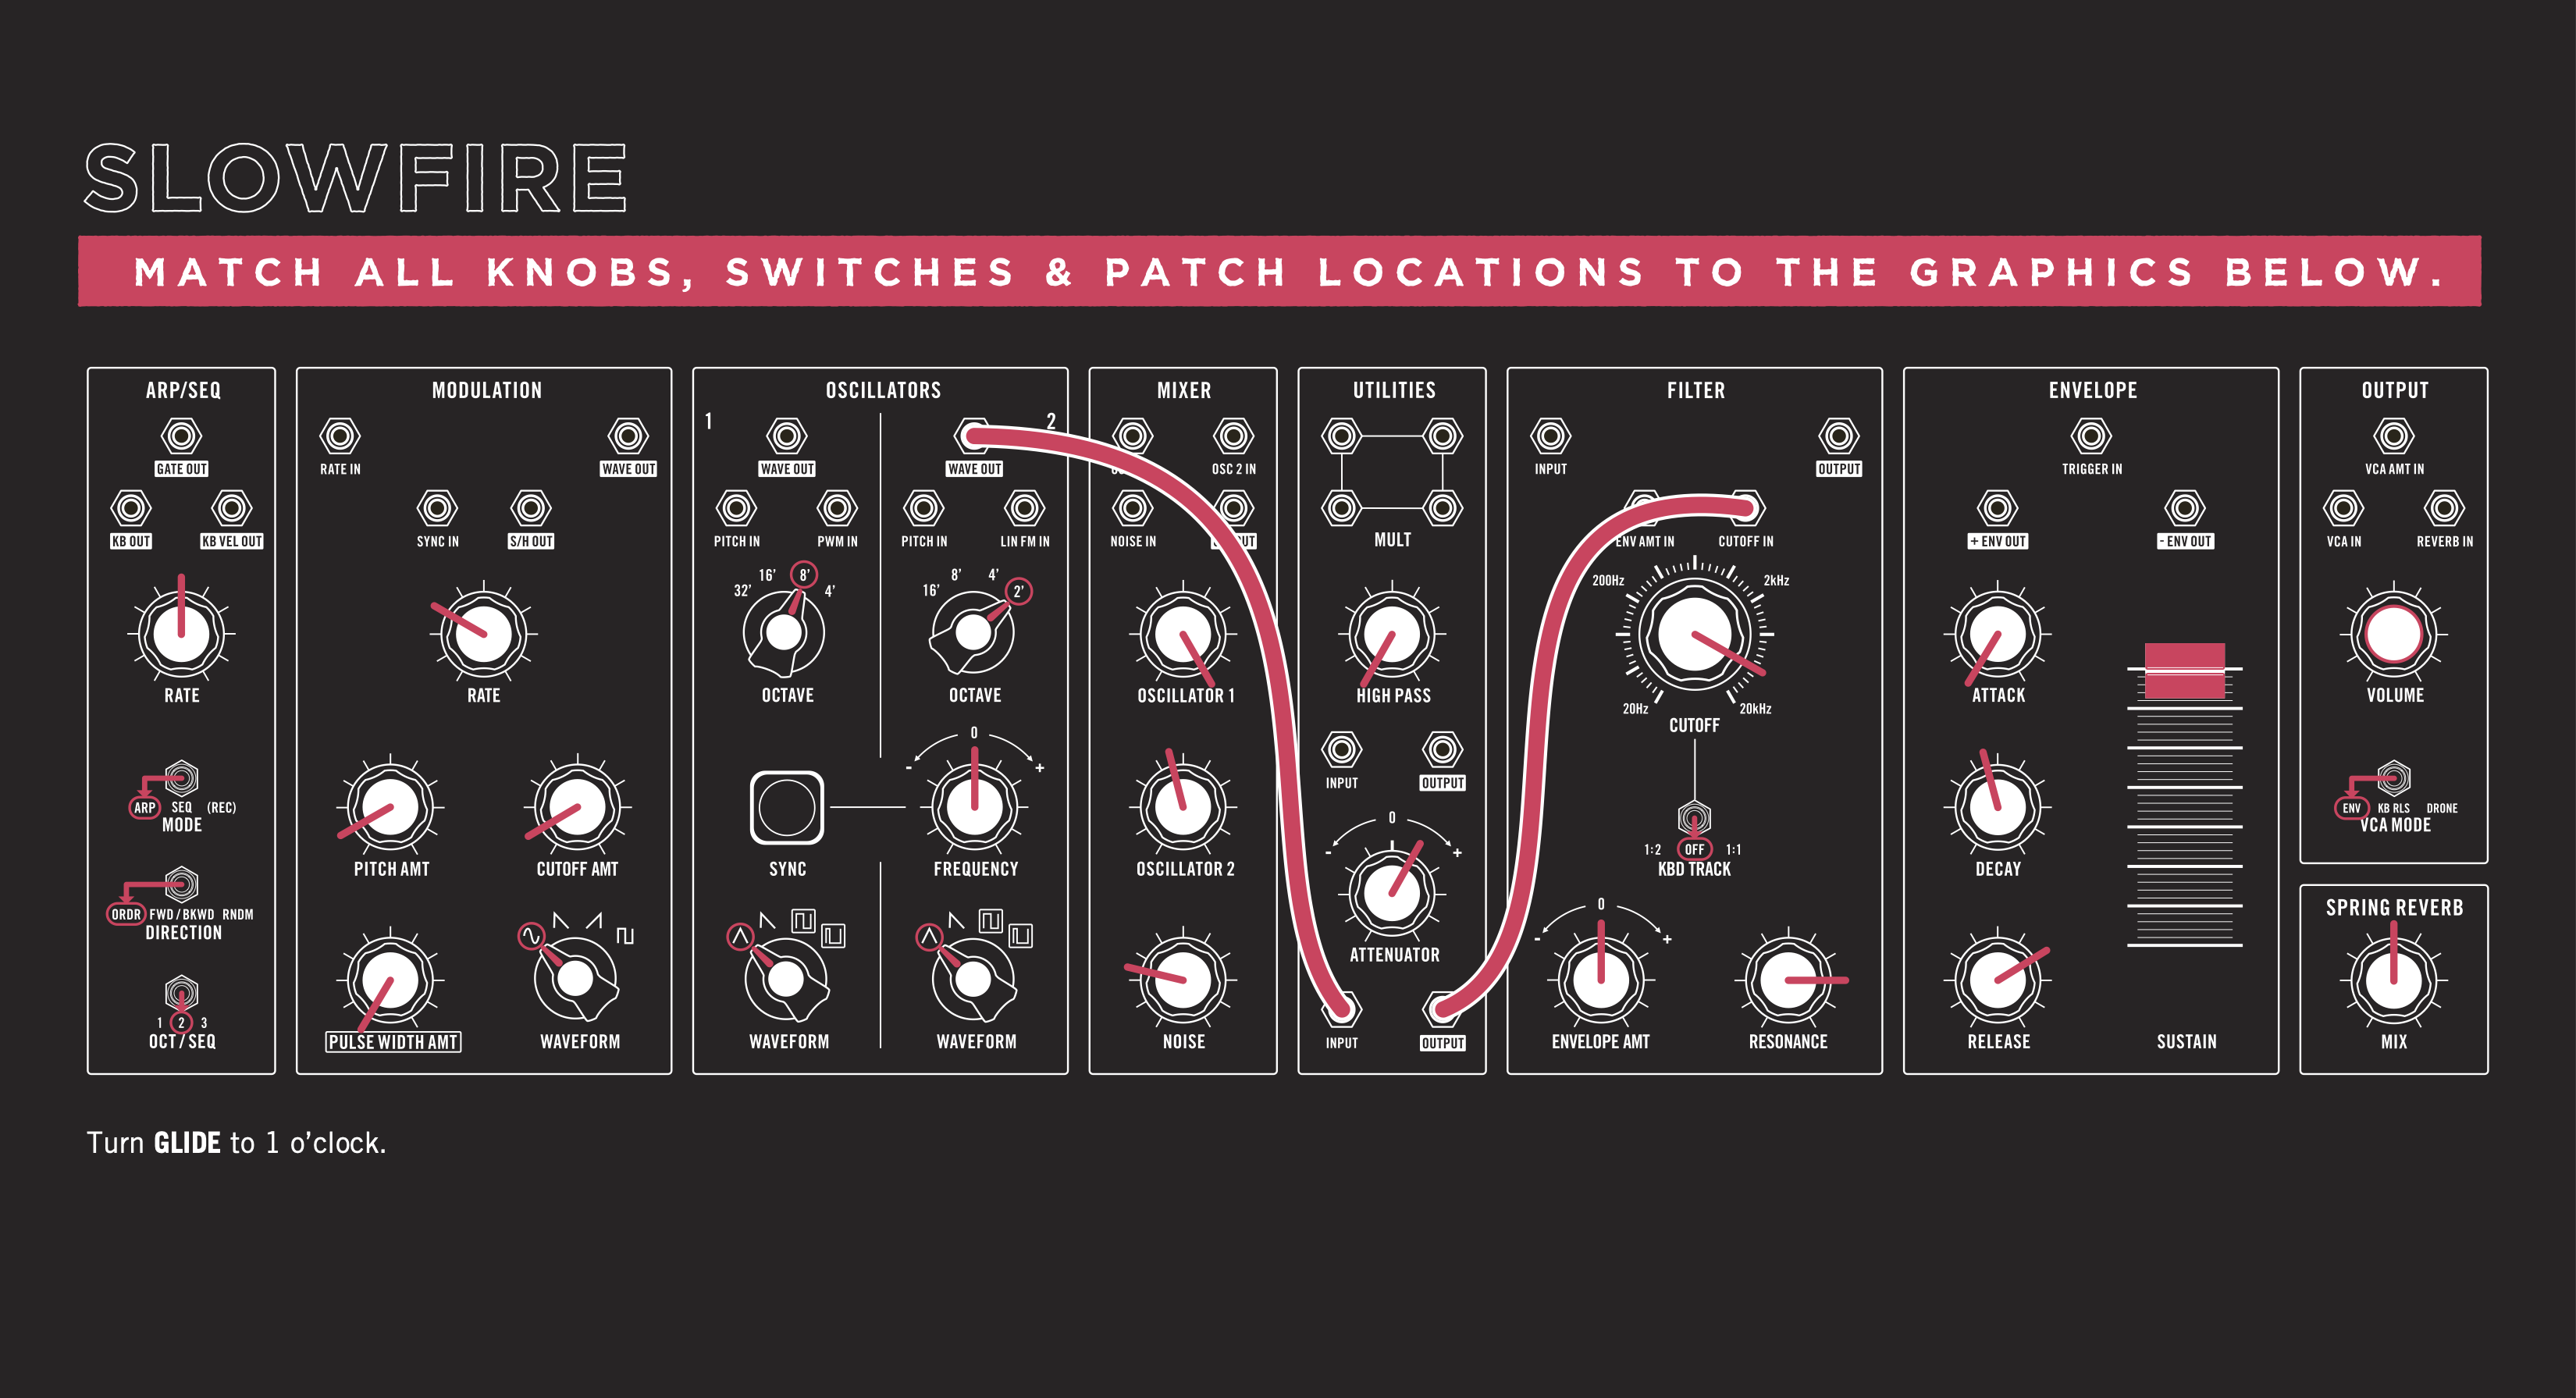 SLOWFIRE
MATCH ALL KNOBS, SWITCHES & PATCH LOCATIONS TO THE GRAPHICS BELOW.
ARP/SEQ
GATE OUT
KB OUT KB VEL OUT
RATE
ARP SEQ (REC)
MODE
ORDR FWD / BKWD RNDM
DIRECTION
1 2 3
OCT / SEQ
MODULATION
RATE IN WAVE OUT
SYNC IN S/H OUT
RATE
PITCH AMT CUTOFF AMT
PULSE WIDTH AMT WAVEFORM
OSCILLATORS
1 2
WAVE OUT WAVE OUT
PITCH IN PWM IN PITCH IN LIN FM IN
32' 16' 8' 4' 16' 8' 4' 2'
OCTAVE OCTAVE
- 0 +
SYNC FREQUENCY
WAVEFORM WAVEFORM
MIXER
OSC 2 IN
NOISE IN
OSCILLATOR 1
OSCILLATOR 2
NOISE
UTILITIES
MULT
HIGH PASS
INPUT OUTPUT
- 0 +
ATTENUATOR
INPUT OUTPUT
FILTER
INPUT OUTPUT
ENV AMT IN CUTOFF IN
200Hz 2kHz
20Hz 20kHz
CUTOFF
1:2 OFF 1:1
KBD TRACK
- 0 +
ENVELOPE AMT RESONANCE
ENVELOPE
TRIGGER IN
+ ENV OUT - ENV OUT
ATTACK
DECAY
RELEASE SUSTAIN
OUTPUT
VCA AMT IN
VCA IN REVERB IN
VOLUME
ENV KB RLS DRONE
VCA MODE
SPRING REVERB
MIX
Turn GLIDE to 1 o'clock.